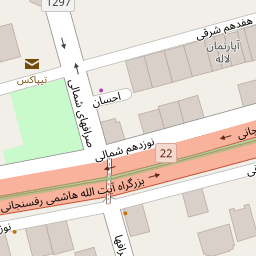 1297
هفدهم شرقی
آپارتمان
لاله
تیپاکس
صرافهای شمالی
احسان
نوزدهم شمالی
22
بزرگراه آیت الله هاشمی رفسنجانی